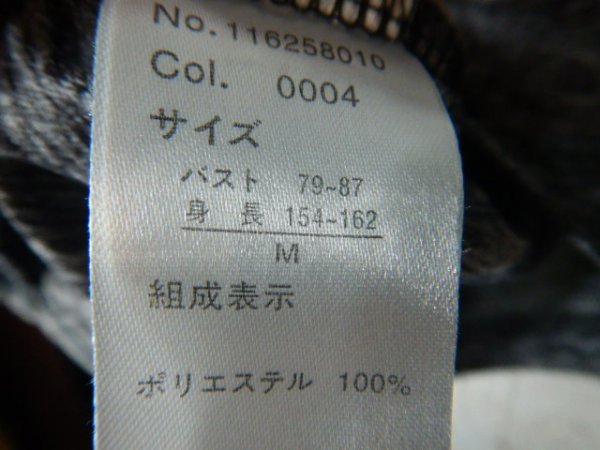 No. 116258010
Col. 0004
サイズ
バスト 79~87
身長 154~162
M
組成表示
ポリエステル 100%